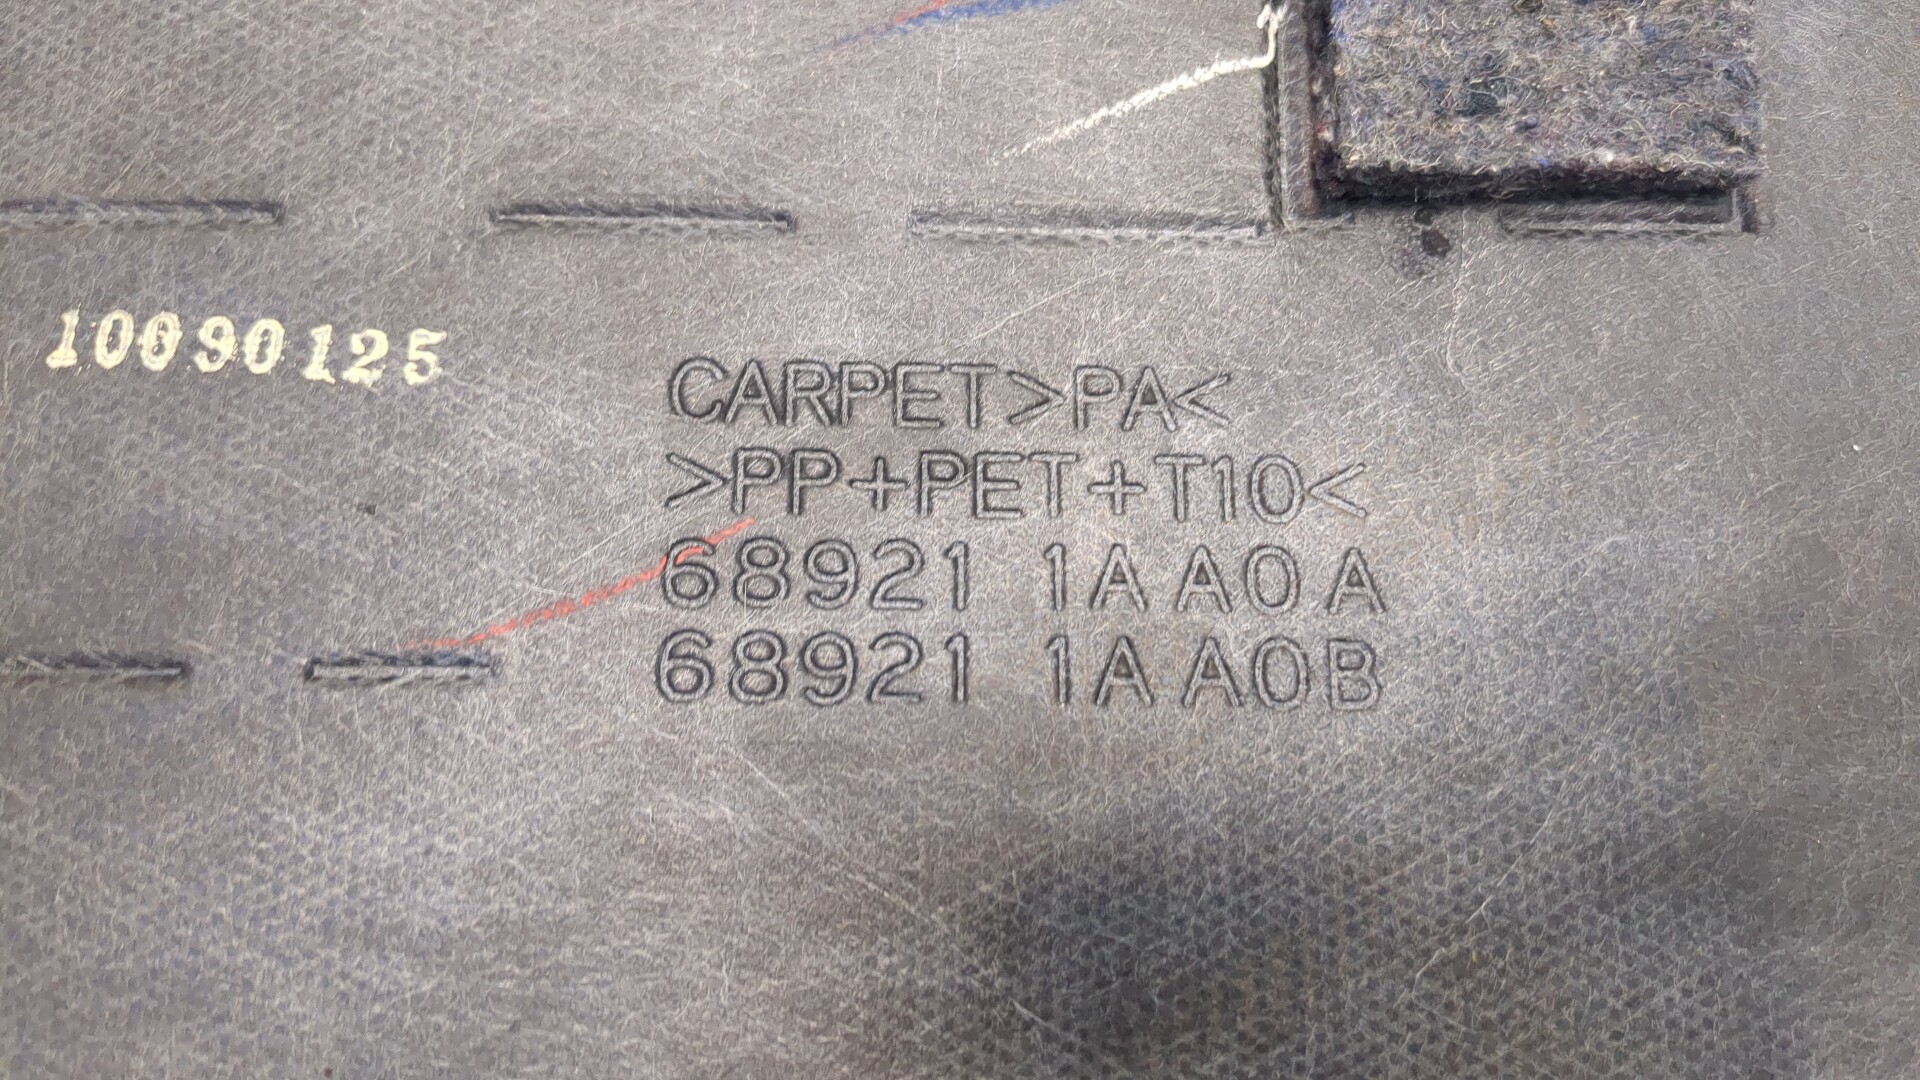 10090125
CARPET>PA<
>PP+PET+T10<
68921 1AA0A
68921 1AA0B